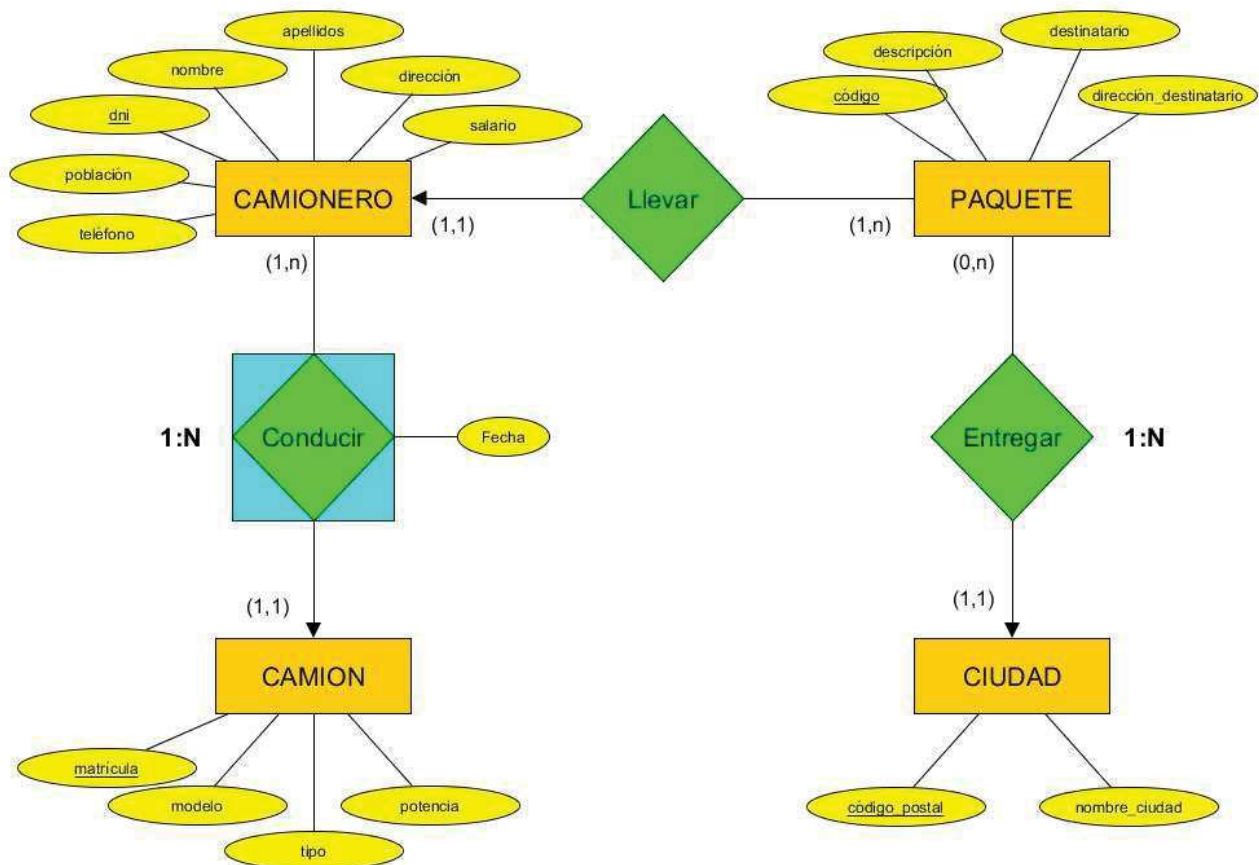 apellidos
nombre
dirección
dni
salario
población
teléfono
CAMIONERO
(1,1)
Llevar
(1,n)
destinatario
descripción
código
dirección_destinatario
PAQUETE
(1,n)
(0,n)
1:N
Conducir
Fecha
Entregar
1:N
(1,1)
(1,1)
CAMION
CIUDAD
matrícula
modelo
potencia
tipo
código_postal
nombre_ciudad